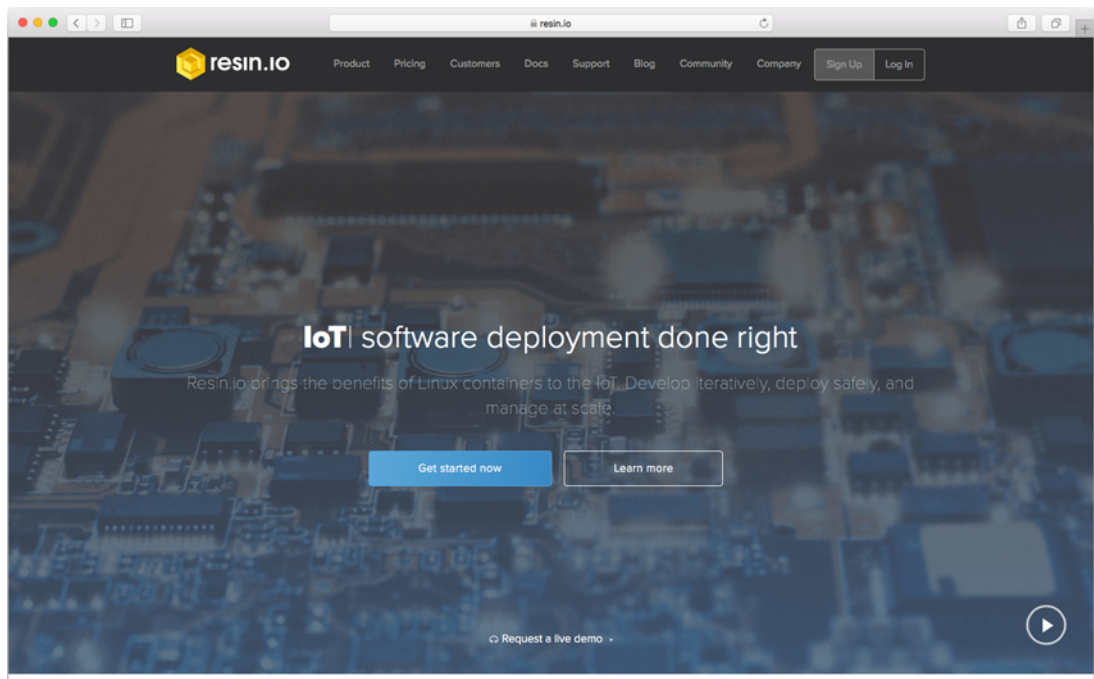 resin.io
resin.io
Product Pricing Customers Docs Support Blog Community Company Sign Up Log In
IoT| software deployment done right
Resin.io brings the benefits of Linux containers to the IoT. Develop iteratively, deploy safely, and
manage at scale.
Get started now Learn more
Request a live demo